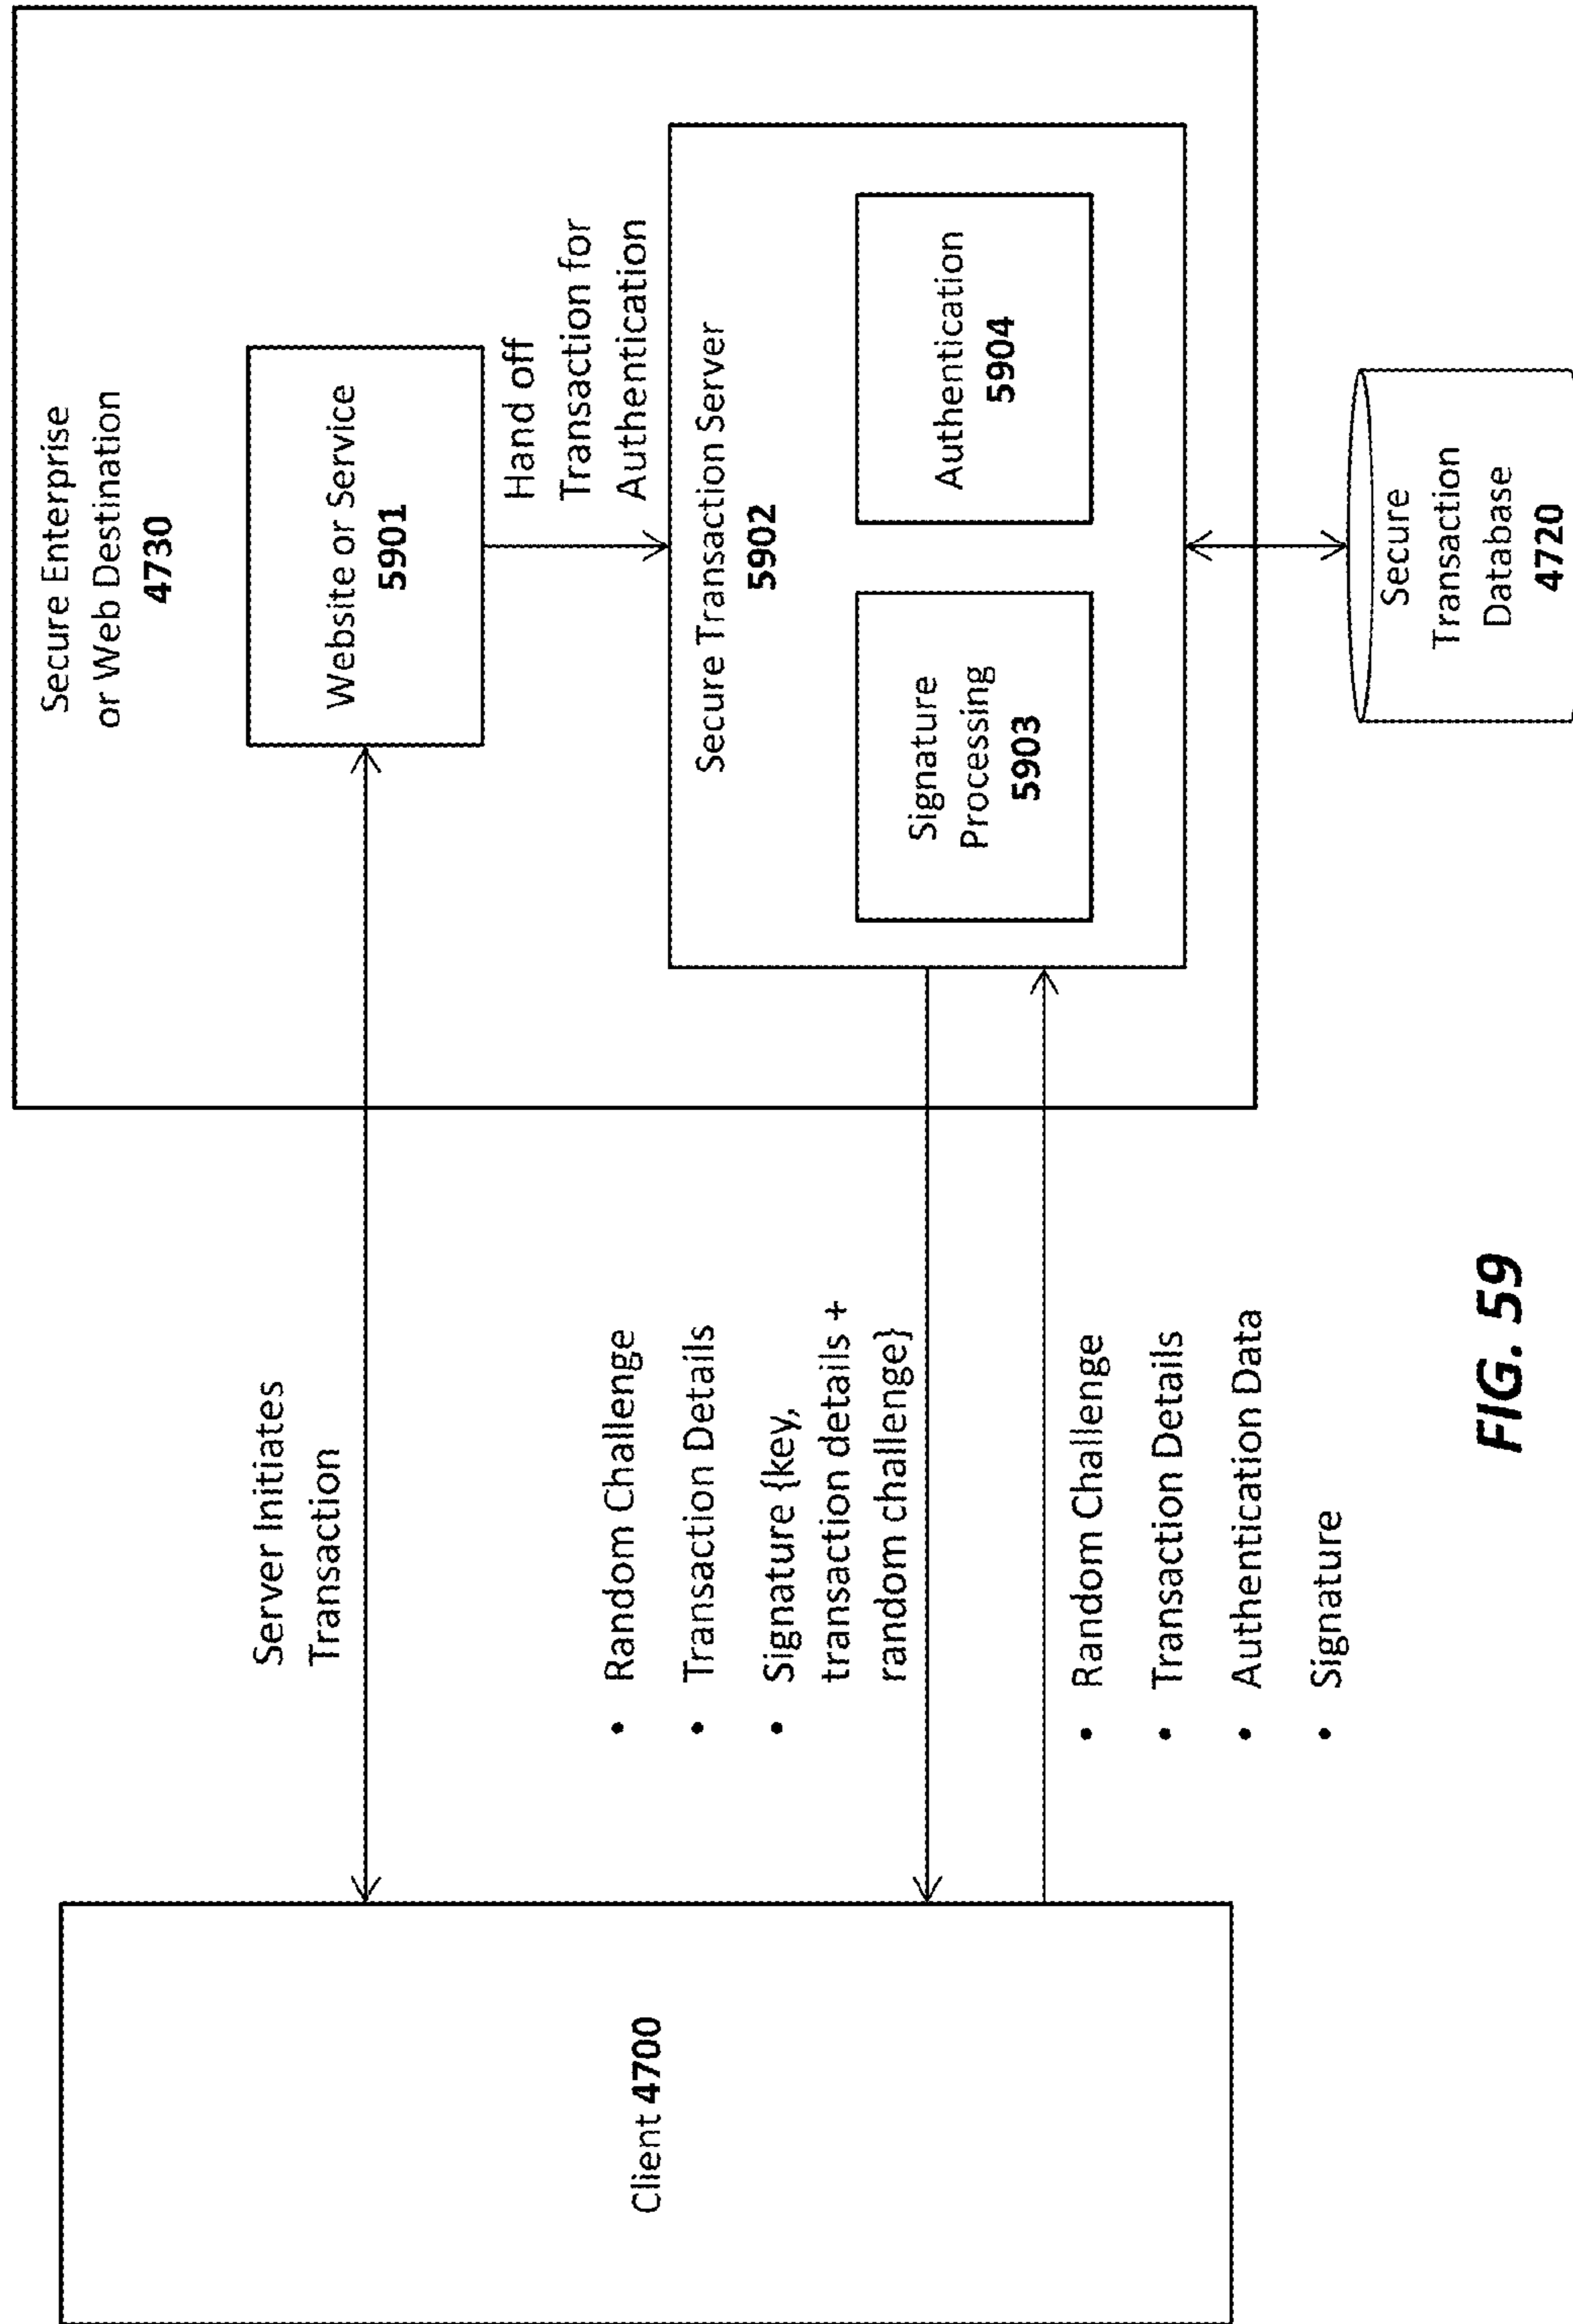 Secure Enterprise
or Web Destination
4730
Server Initiates
Transaction
Website or Service
5901
Hand off
Transaction for
Authentication
Client 4700
• Random Challenge
• Transaction Details
• Signature {key,
transaction details +
random challenge}
Secure Transaction Server
5902
Signature
Processing
5903
Authentication
5904
• Random Challenge
• Transaction Details
• Authentication Data
• Signature
Secure
Transaction
Database
4720
FIG. 59